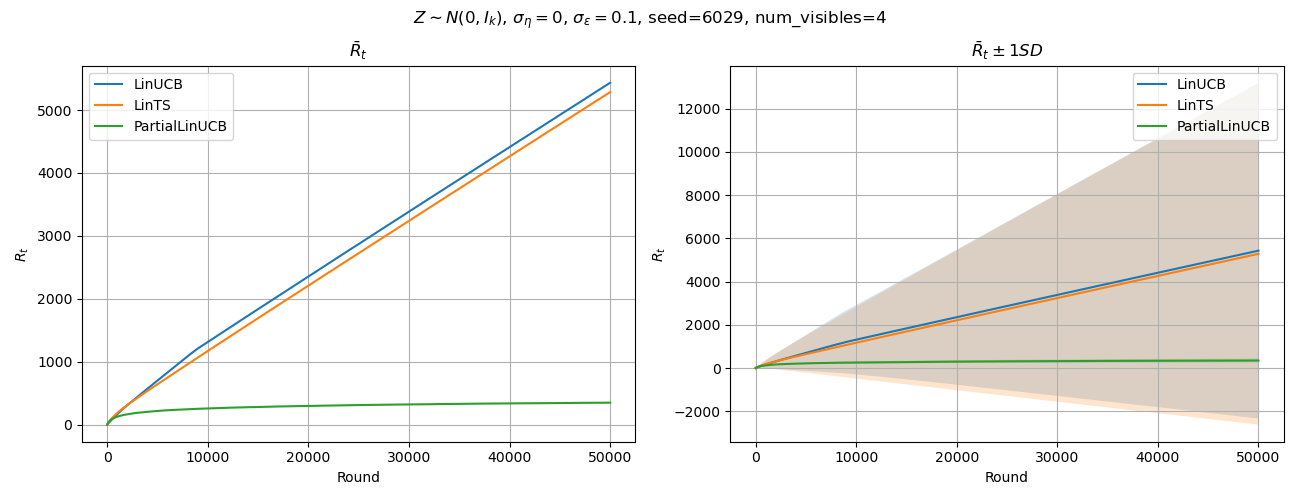 Z ∼ N(0, I_k), σ_η = 0, σ_ε = 0.1, seed=6029, num_visibles=4
R̄_t
R_t
5000
4000
3000
2000
1000
0
LinUCB
LinTS
PartialLinUCB
0 10000 20000 30000 40000 50000
Round
R̄_t ± 1SD
R_t
12000
10000
8000
6000
4000
2000
0
−2000
LinUCB
LinTS
PartialLinUCB
0 10000 20000 30000 40000 50000
Round